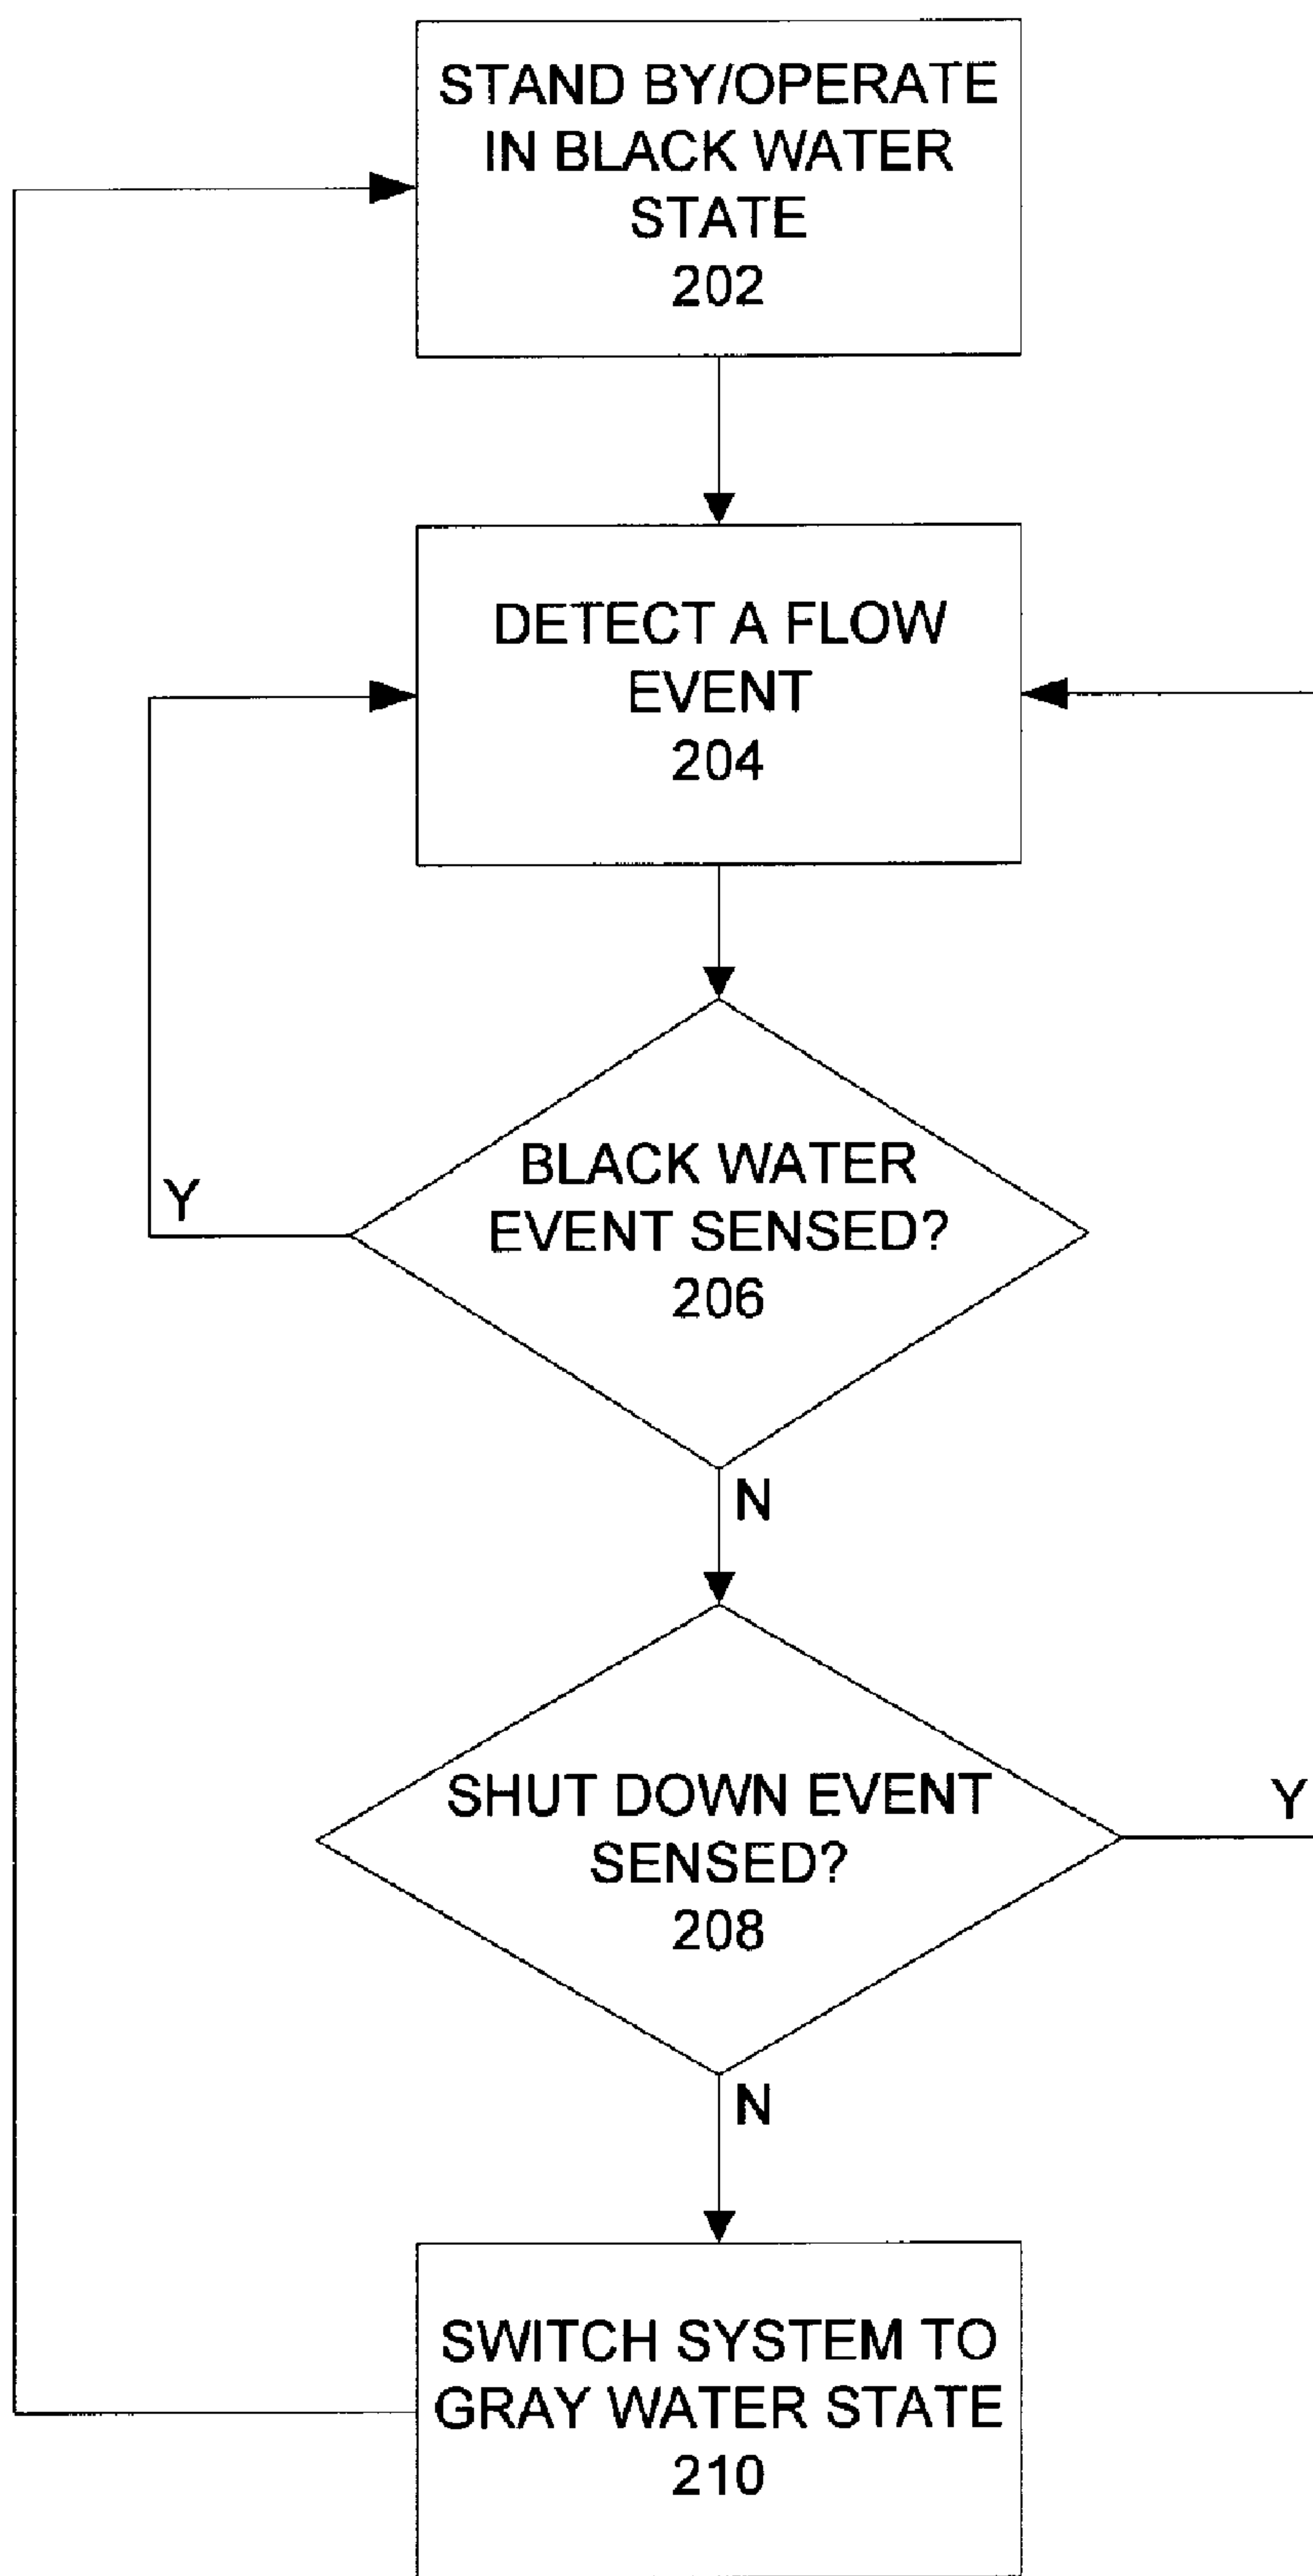 STAND BY/OPERATE
IN BLACK WATER
STATE
202
DETECT A FLOW
EVENT
204
BLACK WATER
EVENT SENSED?
206
Y
N
SHUT DOWN EVENT
SENSED?
208
Y
N
SWITCH SYSTEM TO
GRAY WATER STATE
210